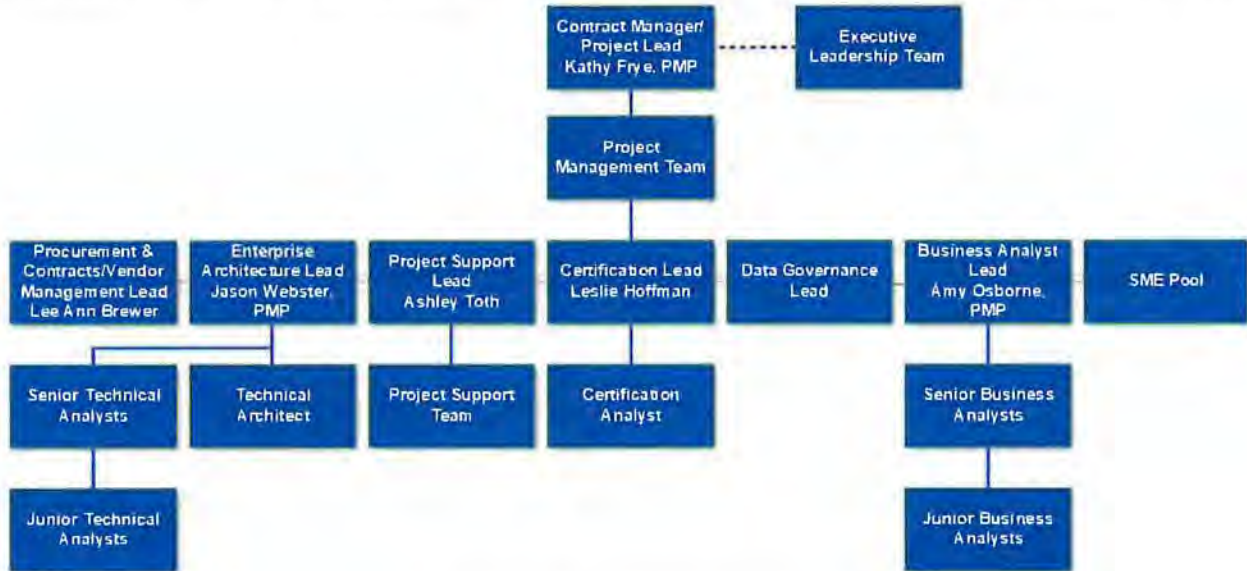 Contract Manager/
Project Lead
Kathy Frye, PMP
Executive
Leadership Team
Project
Management Team
Procurement &
Contracts/Vendor
Management Lead
Lee Ann Brewer
Enterprise
Architecture Lead
Jason Webster,
PMP
Project Support
Lead
Ashley Toth
Certification Lead
Leslie Hoffman
Data Governance
Lead
Business Analyst
Lead
Amy Osborne,
PMP
SME Pool
Senior Technical
Analysts
Technical
Architect
Project Support
Team
Certification
Analyst
Senior Business
Analysts
Junior Technical
Analysts
Junior Business
Analysts